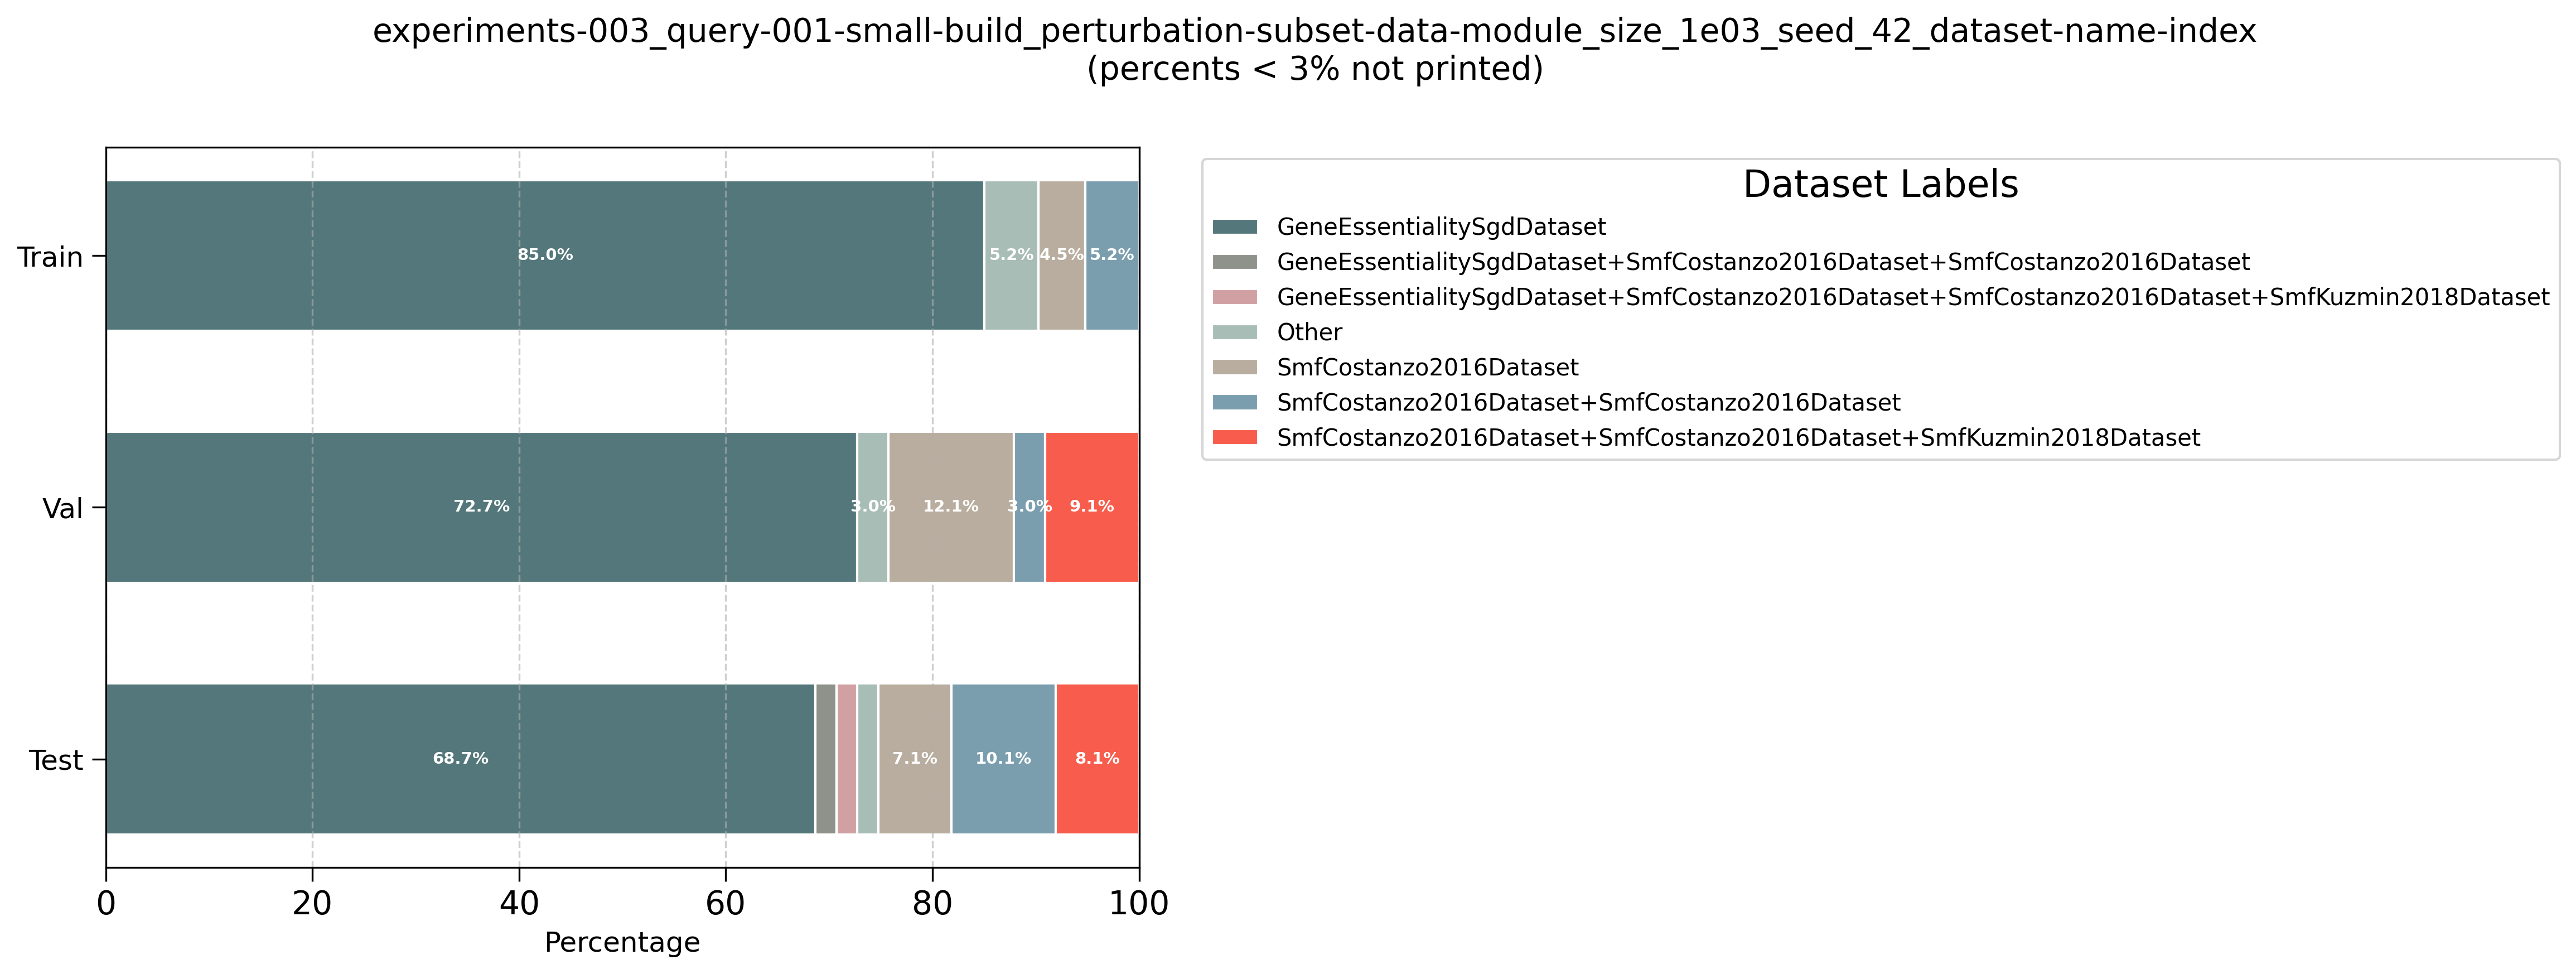 experiments-003_query-001-small-build_perturbation-subset-data-module_size_1e03_seed_42_dataset-name-index
(percents < 3% not printed)
Train
85.0%
5.2%
4.5%
5.2%
Val
72.7%
3.0%
12.1%
3.0%
9.1%
Test
68.7%
7.1%
10.1%
8.1%
0
20
40
60
80
100
Percentage
Dataset Labels
GeneEssentialitySgdDataset
GeneEssentialitySgdDataset+SmfCostanzo2016Dataset+SmfCostanzo2016Dataset
GeneEssentialitySgdDataset+SmfCostanzo2016Dataset+SmfCostanzo2016Dataset+SmfKuzmin2018Dataset
Other
SmfCostanzo2016Dataset
SmfCostanzo2016Dataset+SmfCostanzo2016Dataset
SmfCostanzo2016Dataset+SmfCostanzo2016Dataset+SmfKuzmin2018Dataset